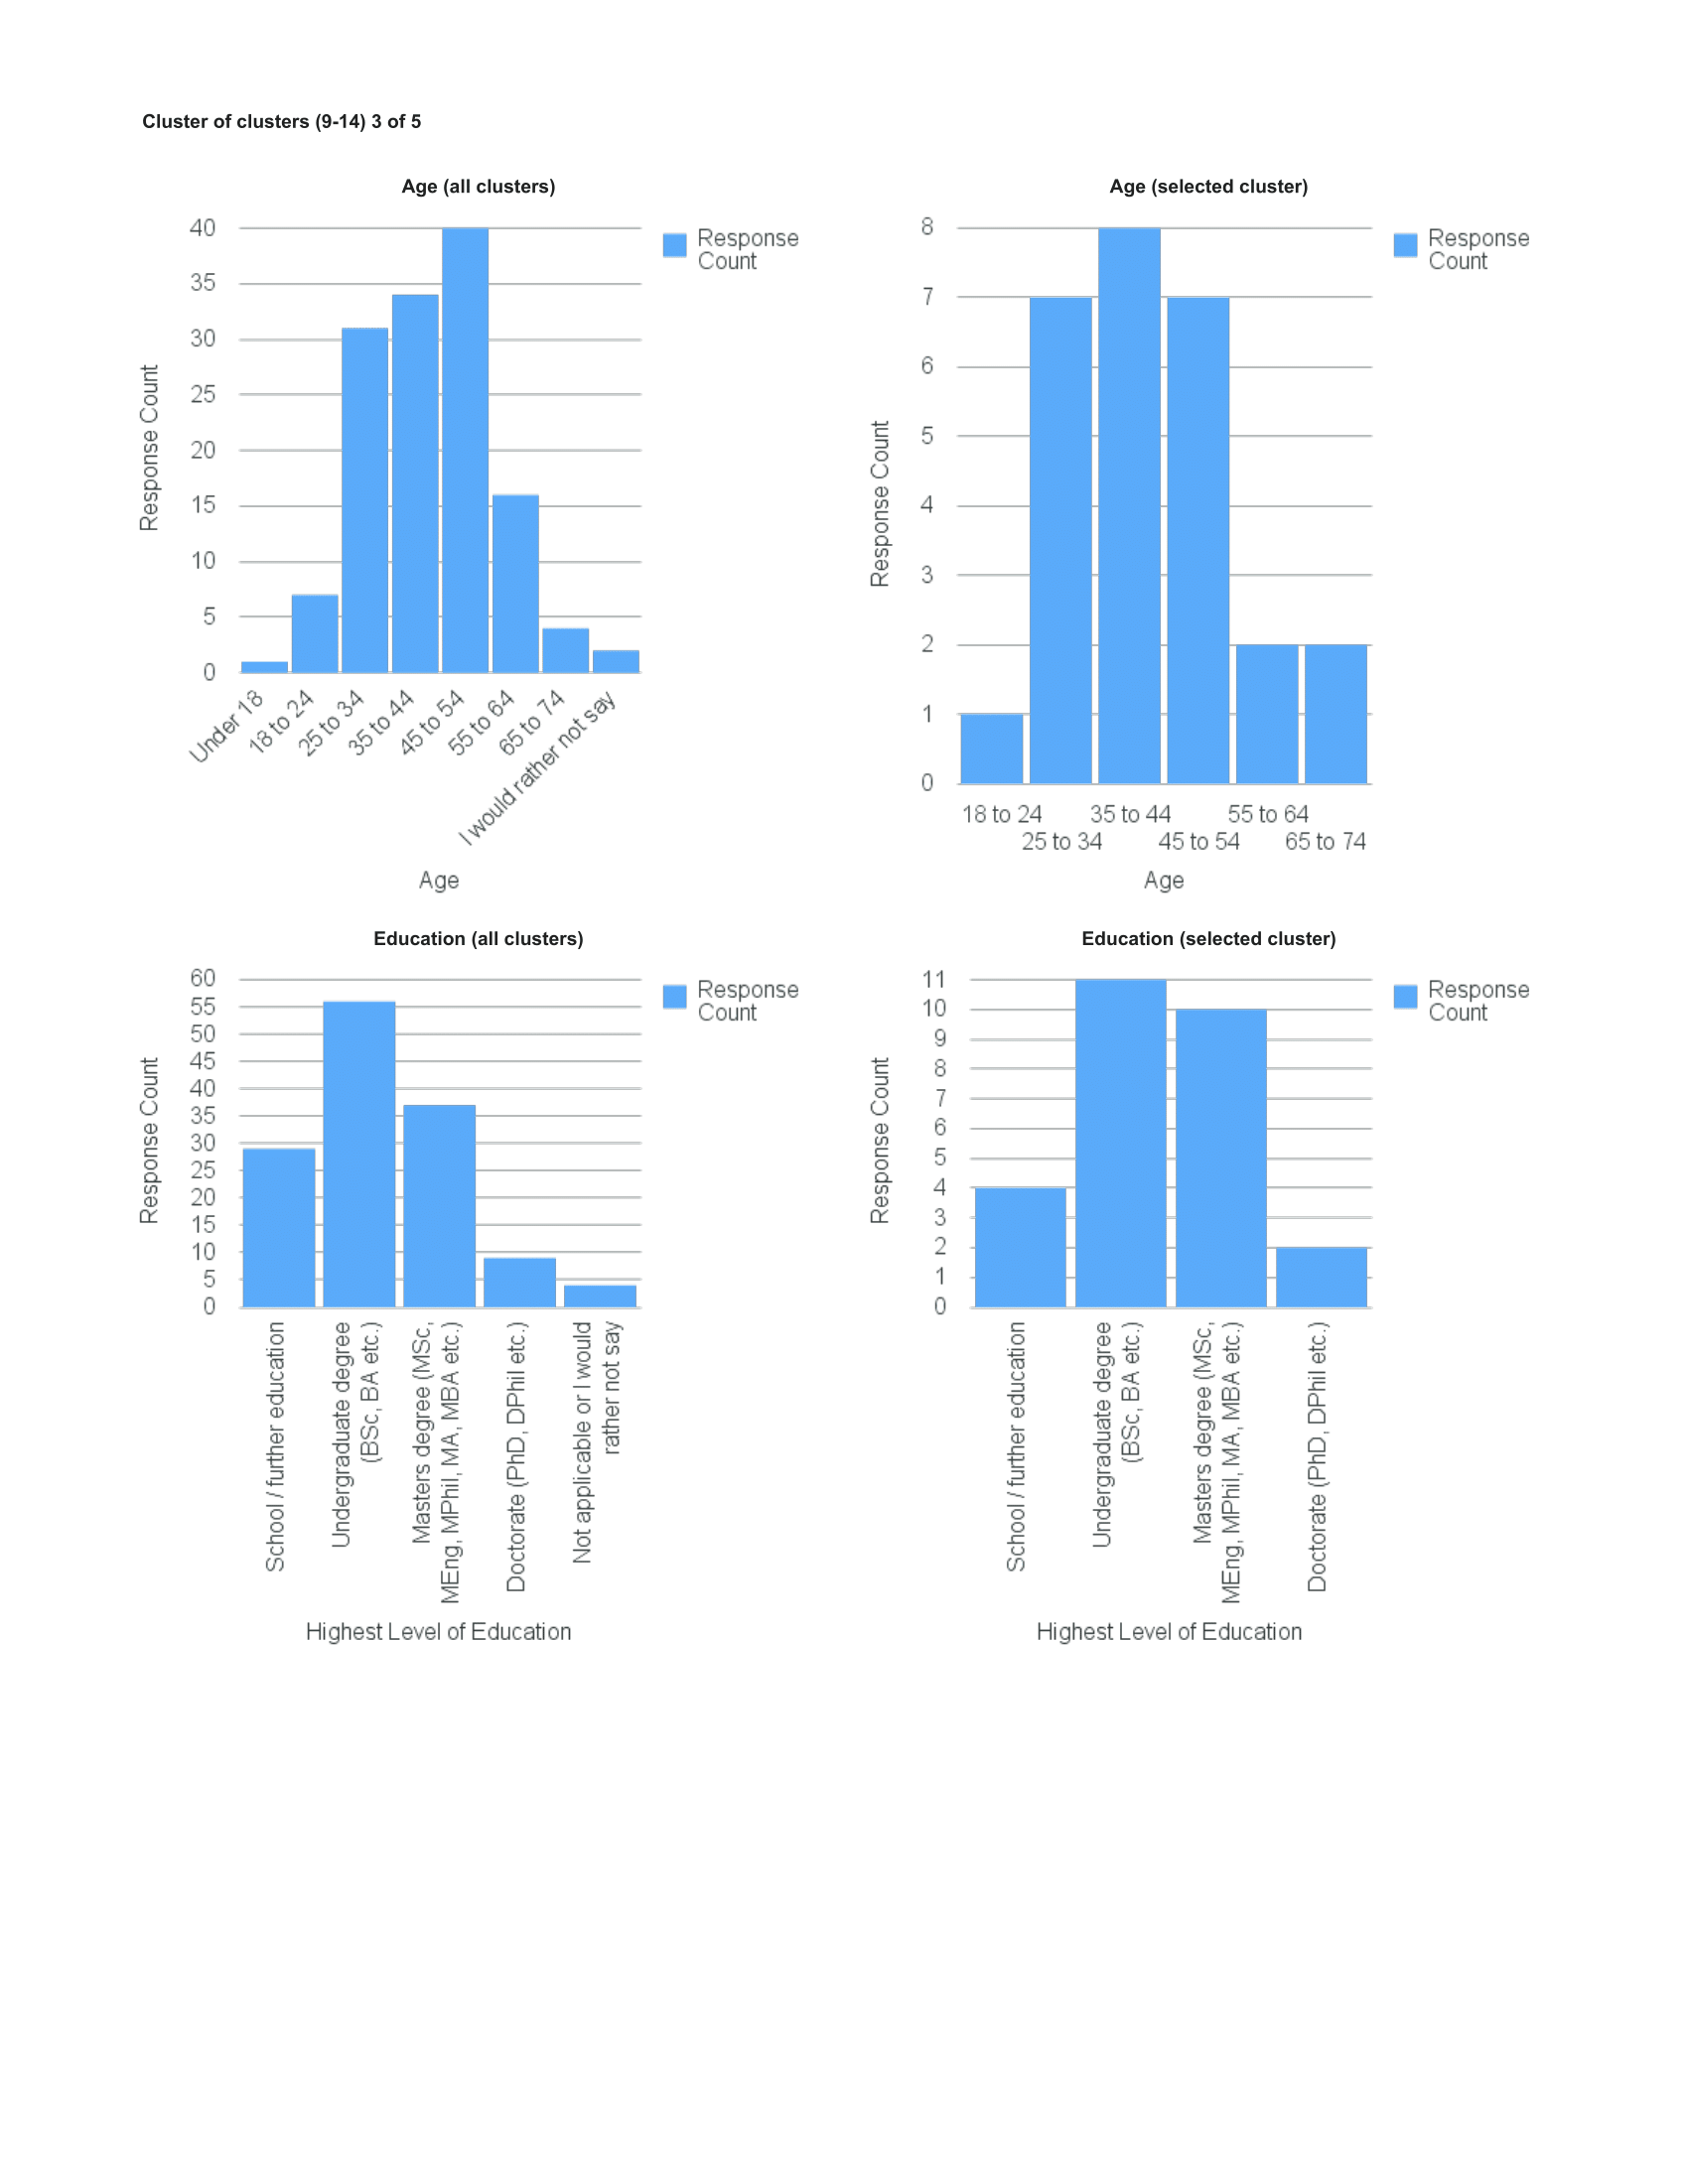 Cluster of clusters (9-14) 3 of 5
Age (all clusters)
40
35
30
25
20
15
10
5
0
Response Count
Response
Count
Under 18
18 to 24
25 to 34
35 to 44
45 to 54
55 to 64
65 to 74
I would rather not say
Age
Age (selected cluster)
8
7
6
5
4
3
2
1
0
Response Count
Response
Count
18 to 24
25 to 34
35 to 44
45 to 54
55 to 64
65 to 74
Age
Education (all clusters)
60
55
50
45
40
35
30
25
20
15
10
5
0
Response Count
Response
Count
School / further education
Undergraduate degree
(BSc, BA etc.)
Masters degree (MSc,
MEng, MPhil, MA, MBA etc.)
Doctorate (PhD, DPhil etc.)
Not applicable or I would
rather not say
Highest Level of Education
Education (selected cluster)
11
10
9
8
7
6
5
4
3
2
1
0
Response Count
Response
Count
School / further education
Undergraduate degree
(BSc, BA etc.)
Masters degree (MSc,
MEng, MPhil, MA, MBA etc.)
Doctorate (PhD, DPhil etc.)
Highest Level of Education